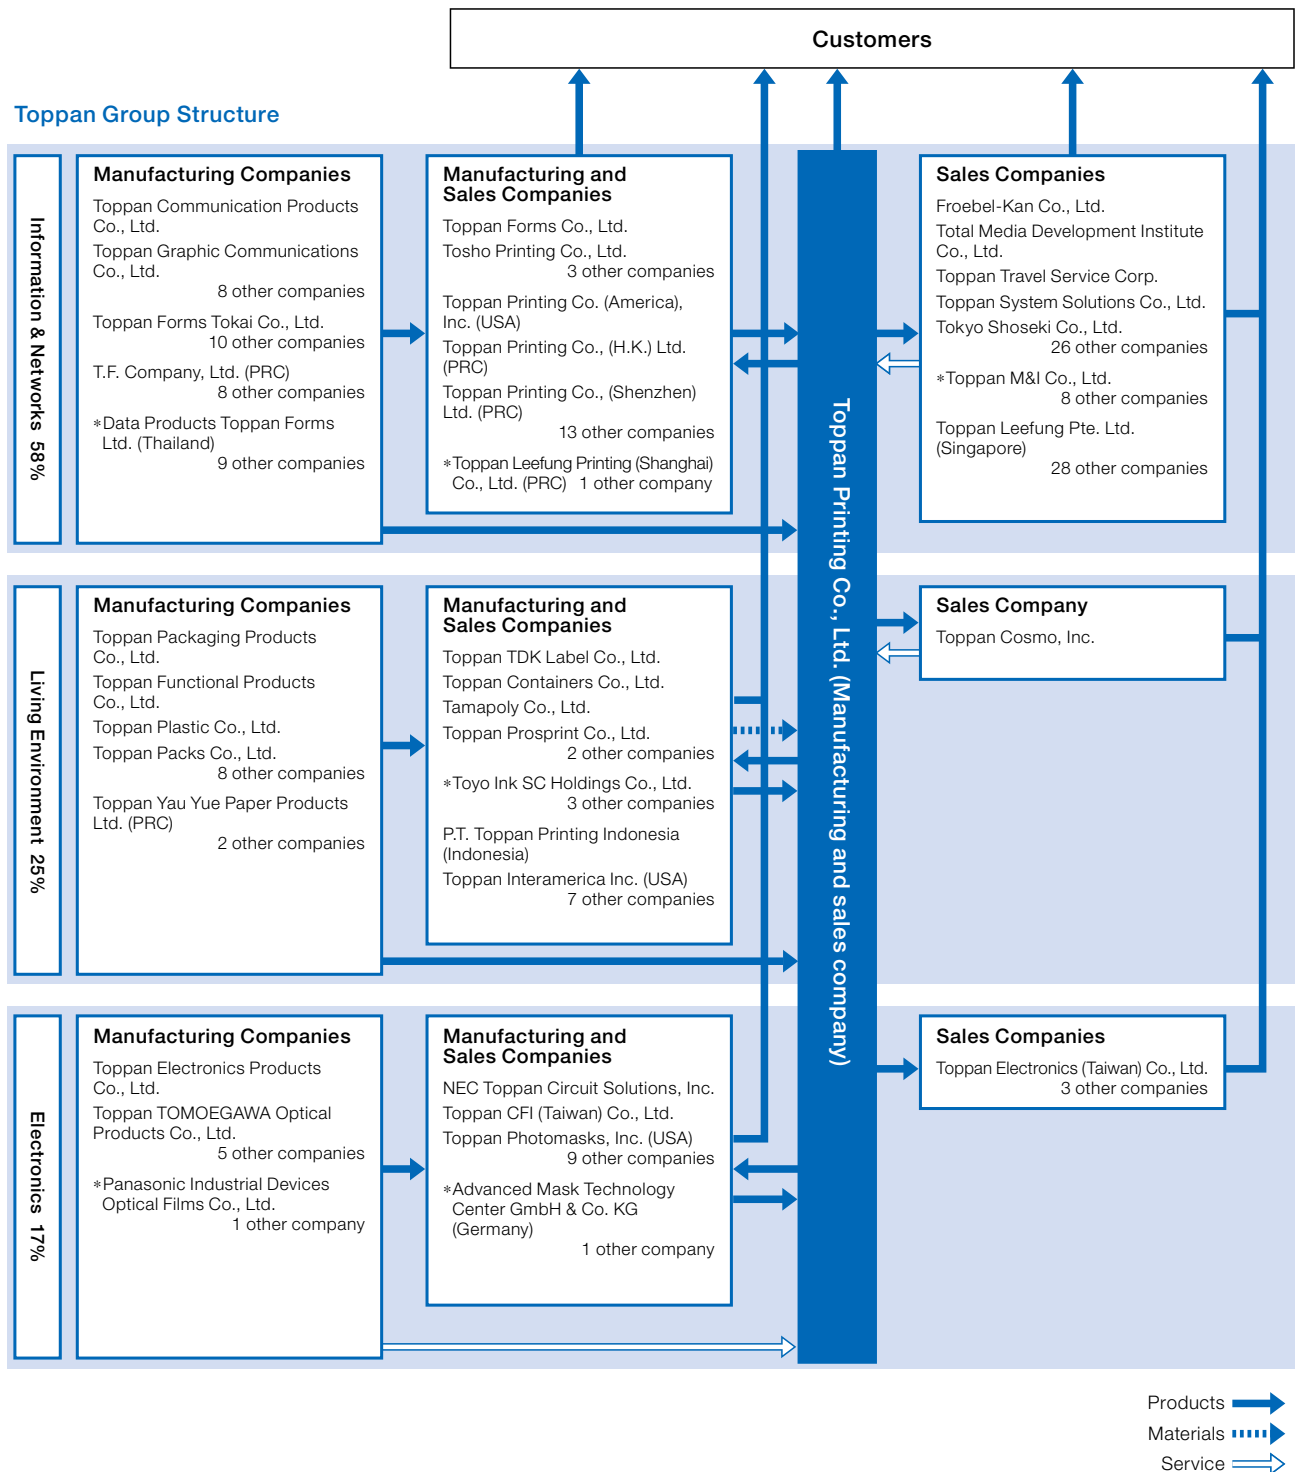 Customers
Toppan Group Structure
Information & Networks 58%
Manufacturing Companies
Toppan Communication Products
Co., Ltd.
Toppan Graphic Communications
Co., Ltd.
8 other companies
Toppan Forms Tokai Co., Ltd.
10 other companies
T.F. Company, Ltd. (PRC)
8 other companies
*Data Products Toppan Forms
Ltd. (Thailand)
9 other companies
Manufacturing and
Sales Companies
Toppan Forms Co., Ltd.
Tosho Printing Co., Ltd.
3 other companies
Toppan Printing Co. (America),
Inc. (USA)
Toppan Printing Co., (H.K.) Ltd.
(PRC)
Toppan Printing Co., (Shenzhen)
Ltd. (PRC)
13 other companies
*Toppan Leefung Printing (Shanghai)
Co., Ltd. (PRC) 1 other company
Toppan Printing Co., Ltd. (Manufacturing and sales company)
Sales Companies
Froebel-Kan Co., Ltd.
Total Media Development Institute
Co., Ltd.
Toppan Travel Service Corp.
Toppan System Solutions Co., Ltd.
Tokyo Shoseki Co., Ltd.
26 other companies
*Toppan M&I Co., Ltd.
8 other companies
Toppan Leefung Pte. Ltd.
(Singapore)
28 other companies
Living Environment 25%
Manufacturing Companies
Toppan Packaging Products
Co., Ltd.
Toppan Functional Products
Co., Ltd.
Toppan Plastic Co., Ltd.
Toppan Packs Co., Ltd.
8 other companies
Toppan Yau Yue Paper Products
Ltd. (PRC)
2 other companies
Manufacturing and
Sales Companies
Toppan TDK Label Co., Ltd.
Toppan Containers Co., Ltd.
Tamapoly Co., Ltd.
Toppan Prosprint Co., Ltd.
2 other companies
*Toyo Ink SC Holdings Co., Ltd.
3 other companies
P.T. Toppan Printing Indonesia
(Indonesia)
Toppan Interamerica Inc. (USA)
7 other companies
Sales Company
Toppan Cosmo, Inc.
Electronics 17%
Manufacturing Companies
Toppan Electronics Products
Co., Ltd.
Toppan TOMOEGAWA Optical
Products Co., Ltd.
5 other companies
*Panasonic Industrial Devices
Optical Films Co., Ltd.
1 other company
Manufacturing and
Sales Companies
NEC Toppan Circuit Solutions, Inc.
Toppan CFI (Taiwan) Co., Ltd.
Toppan Photomasks, Inc. (USA)
9 other companies
*Advanced Mask Technology
Center GmbH & Co. KG
(Germany)
1 other company
Sales Companies
Toppan Electronics (Taiwan) Co., Ltd.
3 other companies
Products
Materials
Service